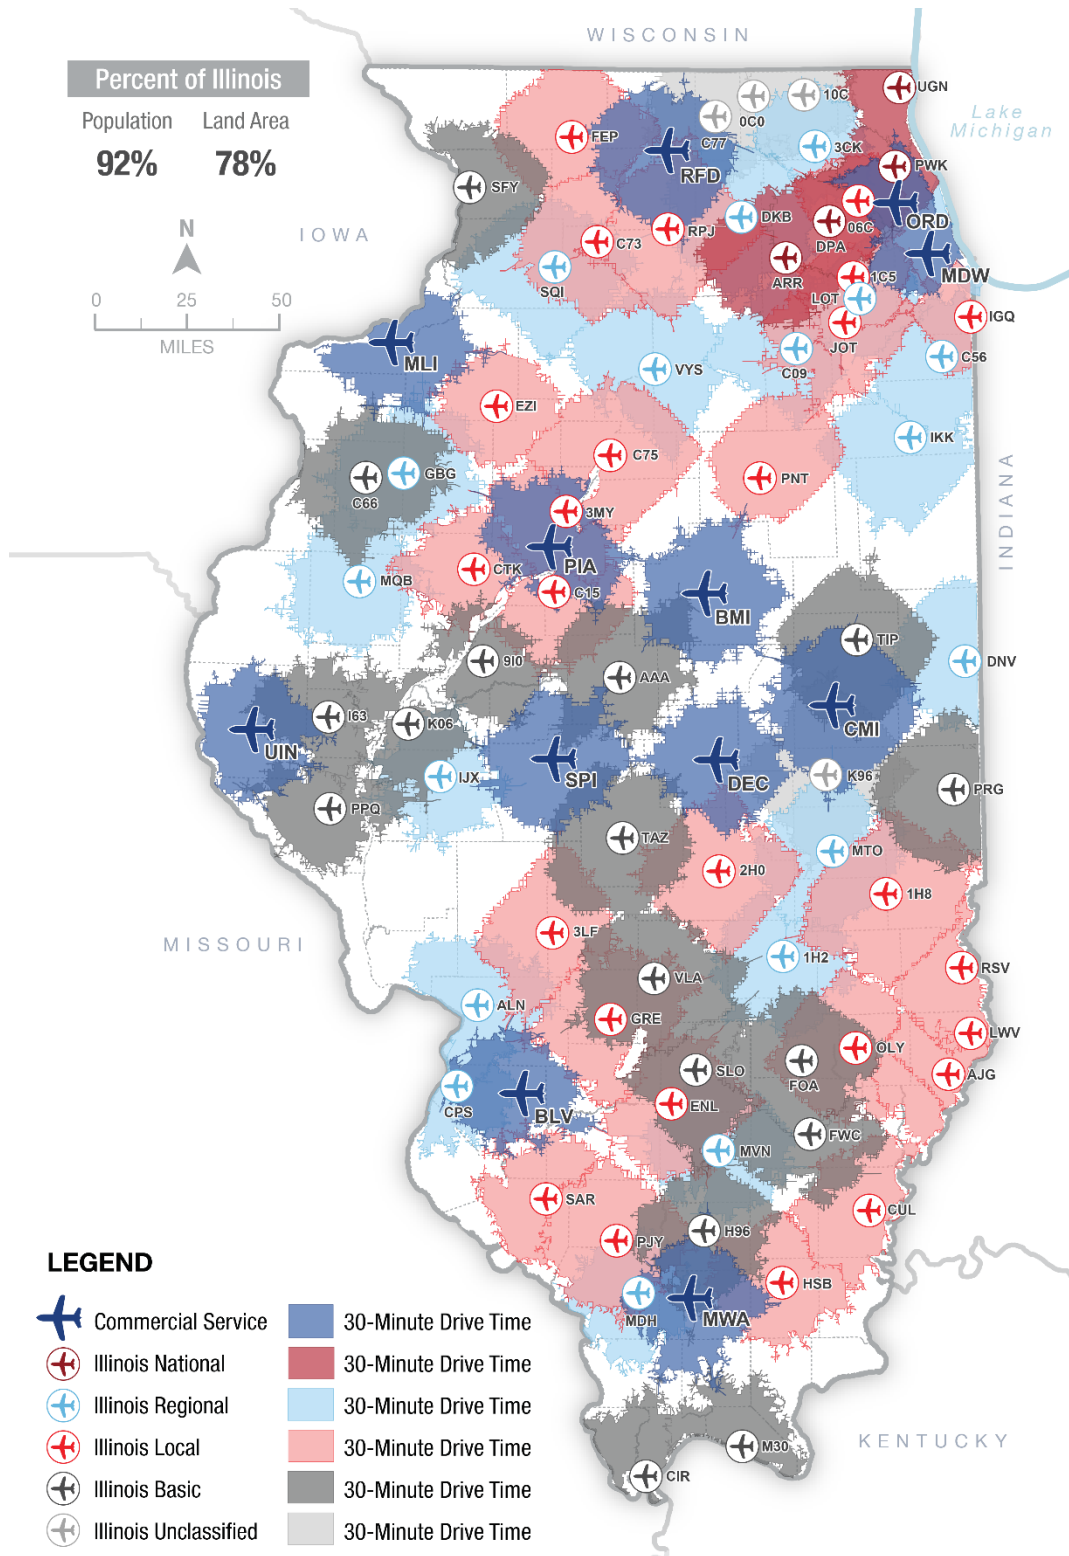 WISCONSIN
Percent of Illinois
Population Land Area
92% 78%
Lake
Michigan
UGN
10C
0C0
C77
FEP
RFD
3CK
PWK
SFY
N
IOWA
DKB
ORD
06C
DPA
RPJ
C73
MDW
ARR
1C5
SQI
LOT
0 25 50
MILES
IGQ
JOT
C56
C09
MLI
VYS
EZI
IKK
C75
PNT
GBG
C66
INDIANA
3MY
PIA
CTK
MQB
C15
BMI
TIP
9I0
DNV
AAA
I63
K06
CMI
UIN
IJX
SPI
DEC
K96
PRG
PPQ
TAZ
MTO
2H0
1H8
3LF
MISSOURI
1H2
RSV
VLA
ALN
GRE
LWV
OLY
SLO
FOA
AJG
CPS
BLV
ENL
FWC
MVN
SAR
CUL
H96
PJY
LEGEND
HSB
MDH
MWA
Commercial Service 30-Minute Drive Time
Illinois National 30-Minute Drive Time
Illinois Regional 30-Minute Drive Time
Illinois Local 30-Minute Drive Time
M30
KENTUCKY
CIR
Illinois Basic 30-Minute Drive Time
Illinois Unclassified 30-Minute Drive Time